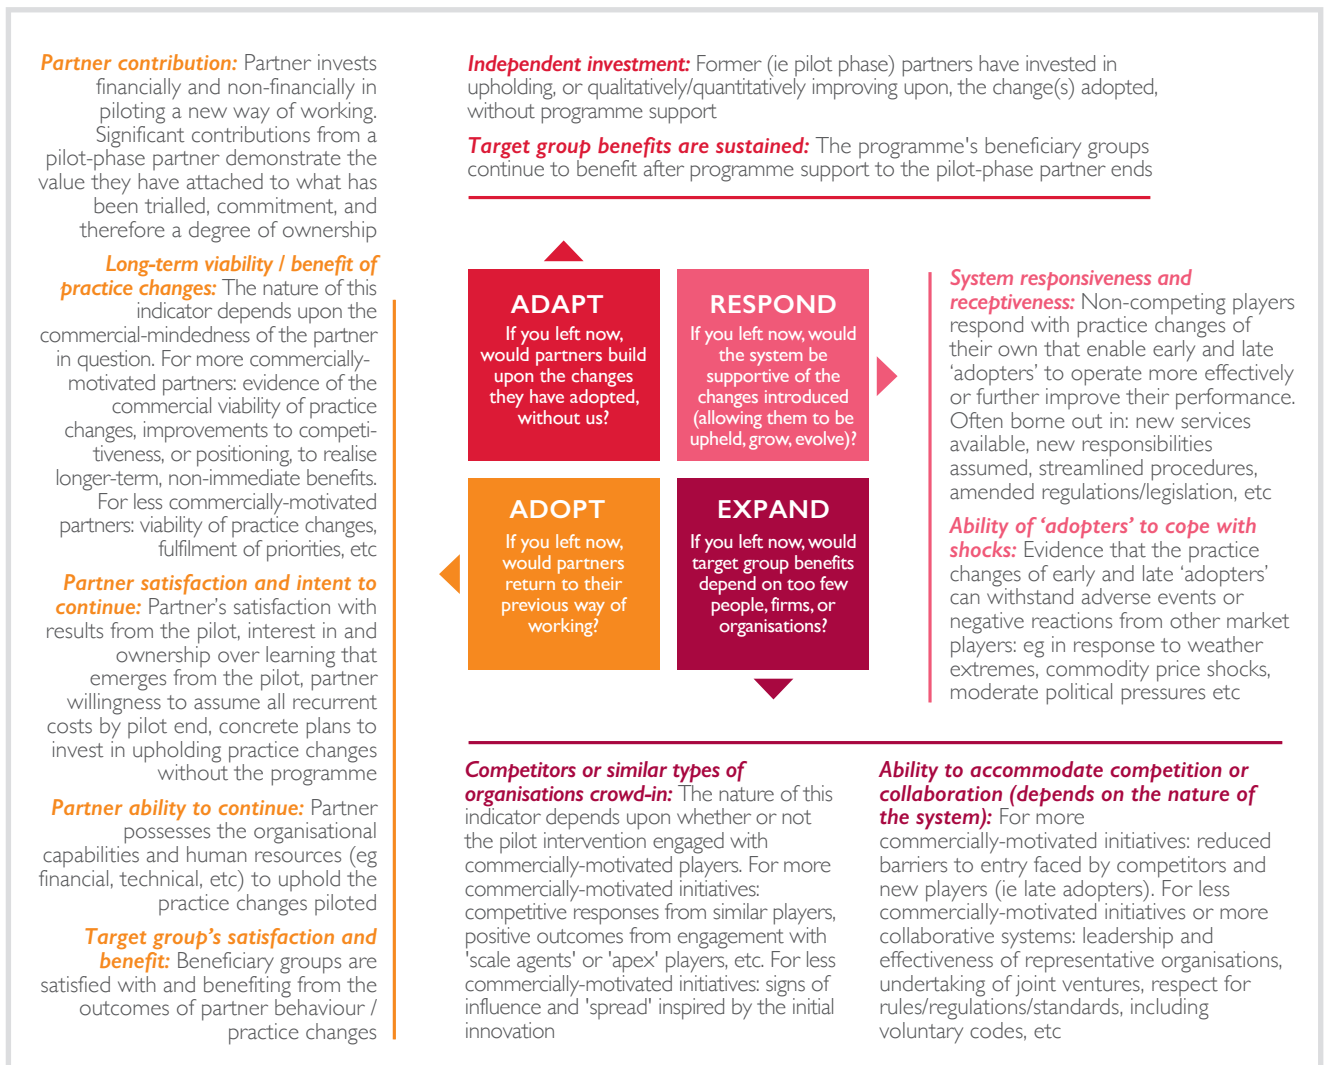 Partner contribution: Partner invests
financially and non-financially in
piloting a new way of working.
Significant contributions from a
pilot-phase partner demonstrate the
value they have attached to what has
been trialled, commitment, and
therefore a degree of ownership
Long-term viability / benefit of
practice changes: The nature of this
indicator depends upon the
commercial-mindedness of the partner
in question. For more commercially-
motivated partners: evidence of the
commercial viability of practice
changes, improvements to competi-
tiveness, or positioning, to realise
longer-term, non-immediate benefits.
For less commercially-motivated
partners: viability of practice changes,
fulfilment of priorities, etc
Partner satisfaction and intent to
continue: Partner's satisfaction with
results from the pilot, interest in and
ownership over learning that
emerges from the pilot, partner
willingness to assume all recurrent
costs by pilot end, concrete plans to
invest in upholding practice changes
without the programme
Partner ability to continue: Partner
possesses the organisational
capabilities and human resources (eg
financial, technical, etc) to uphold the
practice changes piloted
Target group's satisfaction and
benefit: Beneficiary groups are
satisfied with and benefiting from the
outcomes of partner behaviour /
practice changes
Independent investment: Former (ie pilot phase) partners have invested in
upholding, or qualitatively/quantitatively improving upon, the change(s) adopted,
without programme support
Target group benefits are sustained: The programme's beneficiary groups
continue to benefit after programme support to the pilot-phase partner ends
ADAPT
If you left now,
would partners build
upon the changes
they have adopted,
without us?
RESPOND
If you left now, would
the system be
supportive of the
changes introduced
(allowing them to be
upheld, grow, evolve)?
ADOPT
If you left now,
would partners
return to their
previous way of
working?
EXPAND
If you left now, would
target group benefits
depend on too few
people, firms, or
organisations?
System responsiveness and
receptiveness: Non-competing players
respond with practice changes of
their own that enable early and late
‘adopters’ to operate more effectively
or further improve their performance.
Often borne out in: new services
available, new responsibilities
assumed, streamlined procedures,
amended regulations/legislation, etc
Ability of ‘adopters’ to cope with
shocks: Evidence that the practice
changes of early and late ‘adopters’
can withstand adverse events or
negative reactions from other market
players: eg in response to weather
extremes, commodity price shocks,
moderate political pressures etc
Competitors or similar types of
organisations crowd-in: The nature of this
indicator depends upon whether or not
the pilot intervention engaged with
commercially-motivated players. For more
commercially-motivated initiatives:
competitive responses from similar players,
positive outcomes from engagement with
'scale agents' or 'apex' players, etc. For less
commercially-motivated initiatives: signs of
influence and 'spread' inspired by the initial
innovation
Ability to accommodate competition or
collaboration (depends on the nature of
the system): For more
commercially-motivated initiatives: reduced
barriers to entry faced by competitors and
new players (ie late adopters). For less
commercially-motivated initiatives or more
collaborative systems: leadership and
effectiveness of representative organisations,
undertaking of joint ventures, respect for
rules/regulations/standards, including
voluntary codes, etc